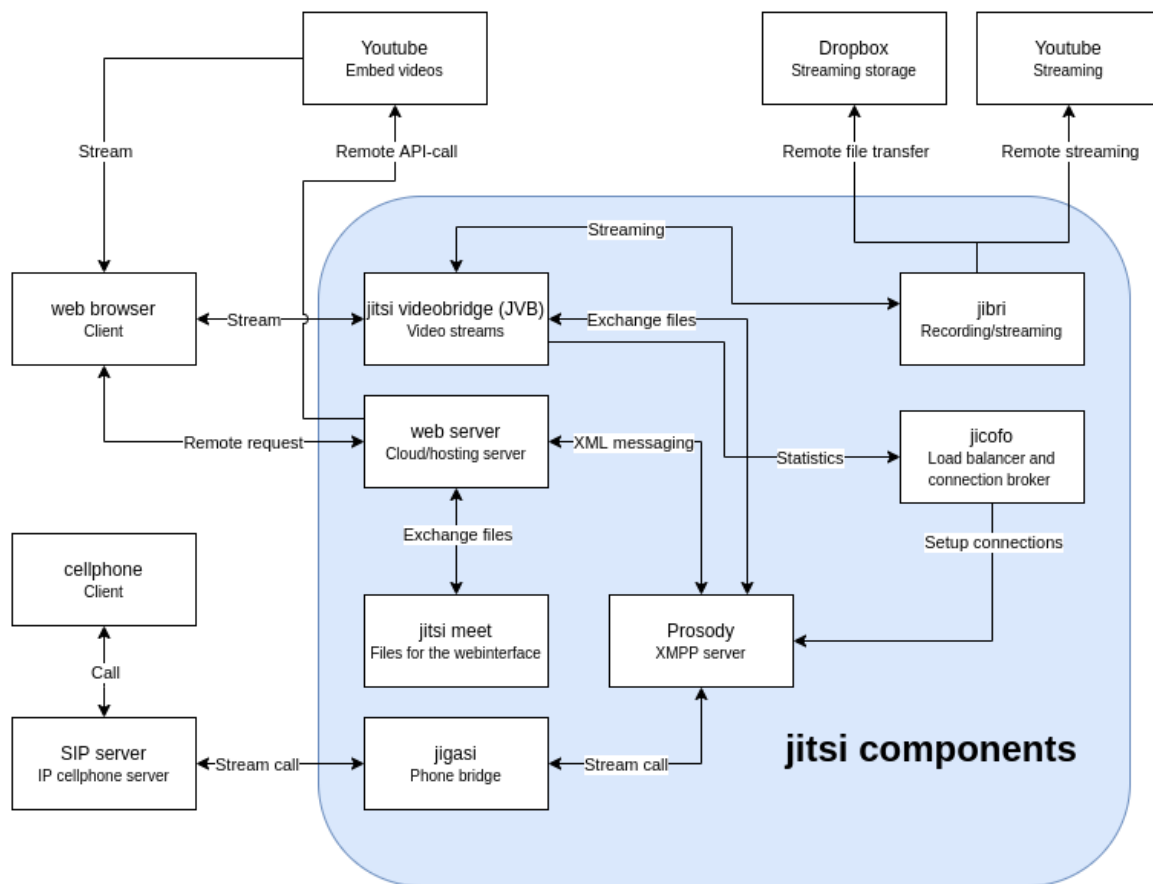 Youtube
Embed videos
Dropbox
Streaming storage
Youtube
Streaming
Stream
Remote API-call
Remote file transfer
Remote streaming
Streaming
web browser
Client
Stream
jitsi videobridge (JVB)
Video streams
Exchange files
jibri
Recording/streaming
Remote request
web server
Cloud/hosting server
XML messaging
Statistics
jicofo
Load balancer and
connection broker
Exchange files
Setup connections
cellphone
Client
jitsi meet
Files for the webinterface
Prosody
XMPP server
Call
SIP server
IP cellphone server
Stream call
jigasi
Phone bridge
Stream call
jitsi components